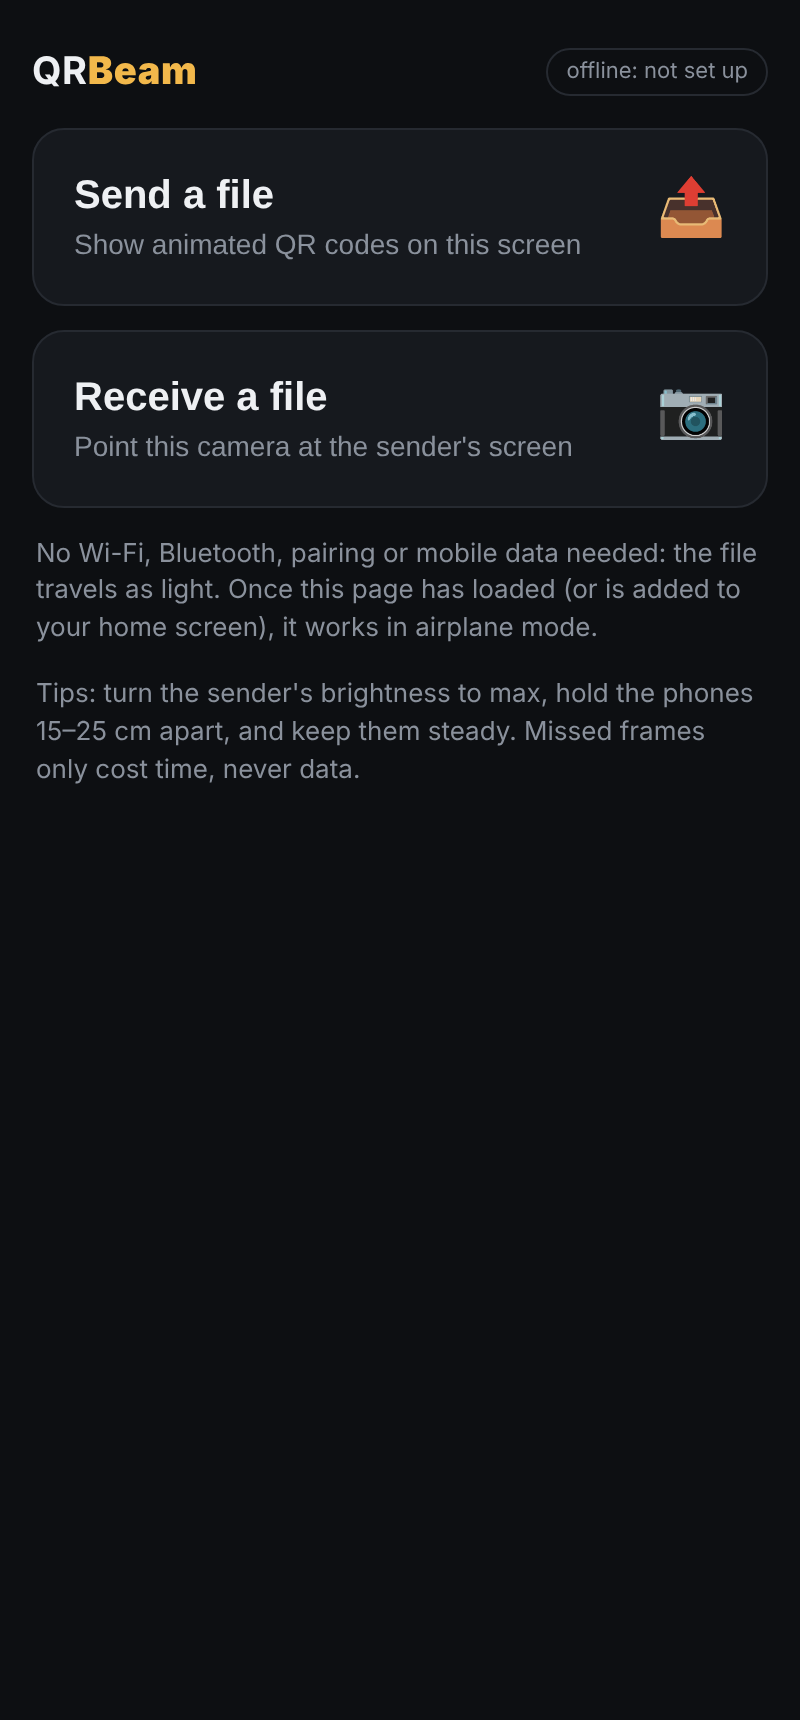 QRBeam
offline: not set up
Send a file
Show animated QR codes on this screen
Receive a file
Point this camera at the sender's screen
No Wi-Fi, Bluetooth, pairing or mobile data needed: the file
travels as light. Once this page has loaded (or is added to
your home screen), it works in airplane mode.
Tips: turn the sender's brightness to max, hold the phones
15–25 cm apart, and keep them steady. Missed frames
only cost time, never data.